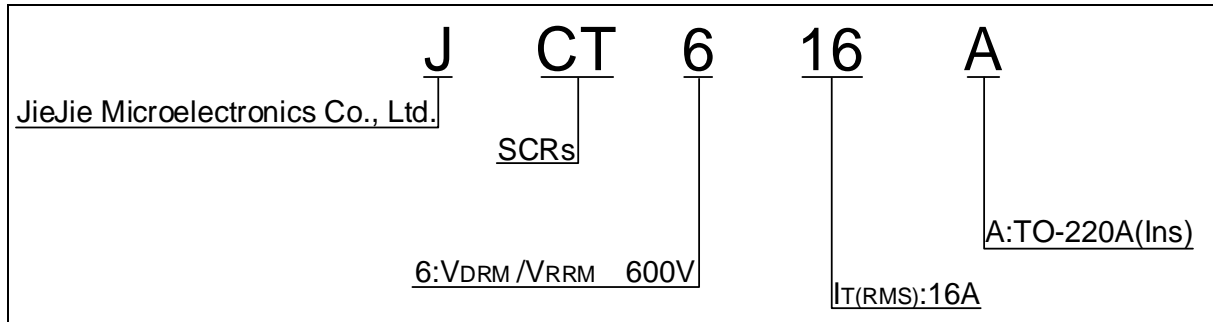 J CT 6 16 A
JieJie Microelectronics Co., Ltd.
SCRs
A:TO-220A(Ins)
6:VDRM/VRRM 600V
IT(RMS):16A